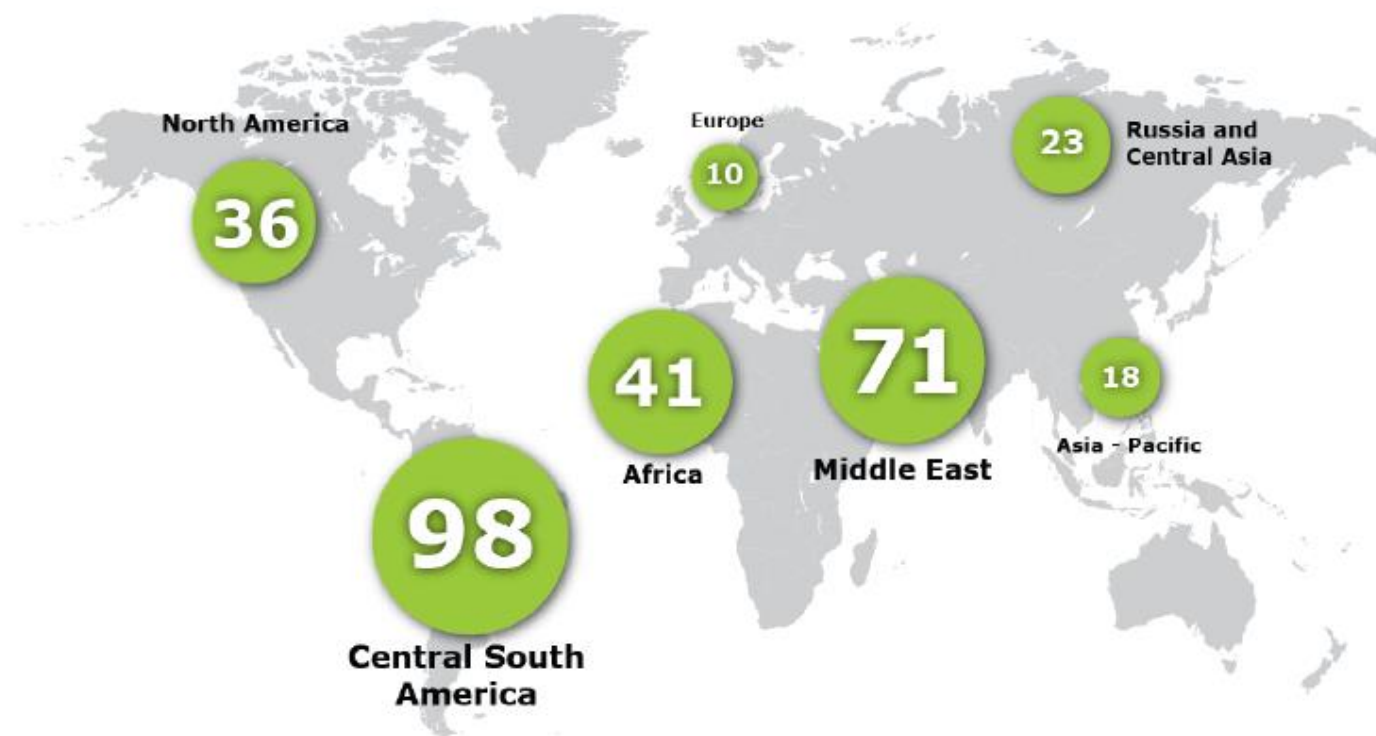 North America
36
Europe
10
23
Russia and
Central Asia
41
Africa
71
Middle East
18
Asia - Pacific
98
Central South
America